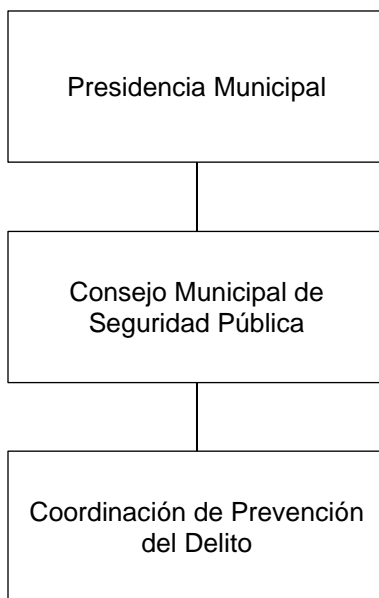 Presidencia Municipal
Consejo Municipal de
Seguridad Pública
Coordinación de Prevención
del Delito